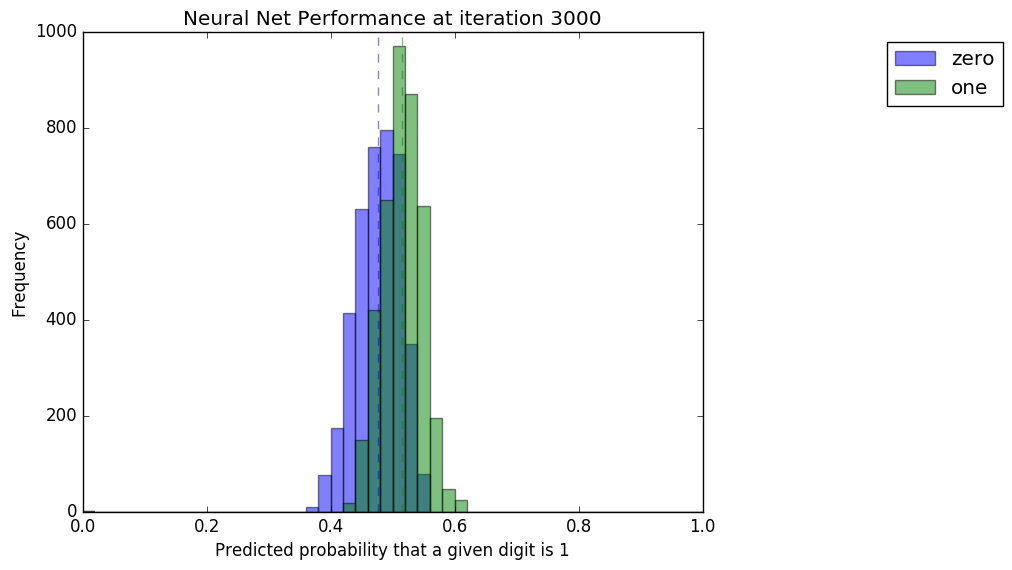 Neural Net Performance at iteration 3000
zero
one
1000
800
600
400
200
0
Frequency
0.0 0.2 0.4 0.6 0.8 1.0
Predicted probability that a given digit is 1